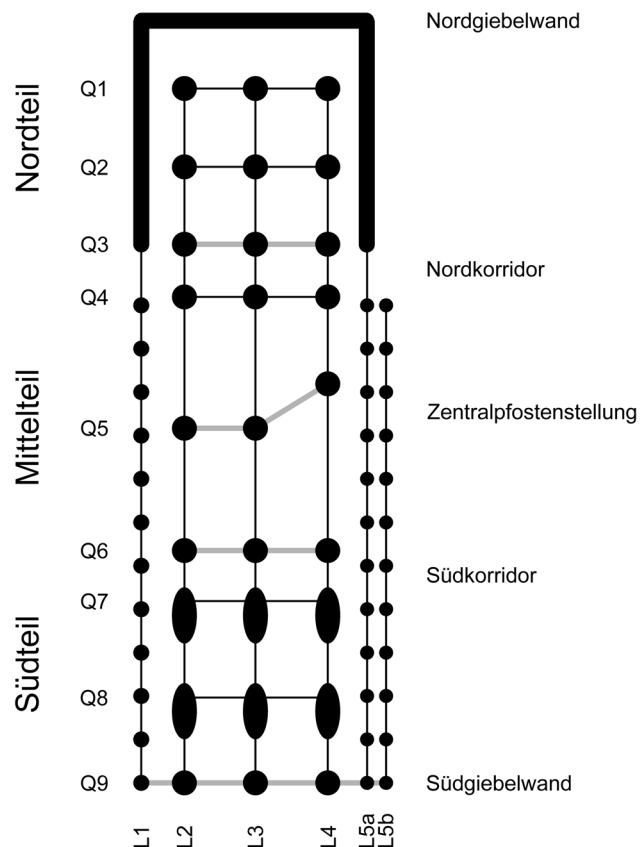 Nordgiebelwand
Nordteil
Q1
Q2
Q3
Nordkorridor
Q4
Mittelteil
Zentralpfostenstellung
Q5
Q6
Südkorridor
Q7
Südteil
Q8
Q9
Südgiebelwand
L1
L2
L3
L4
L5a
L5b